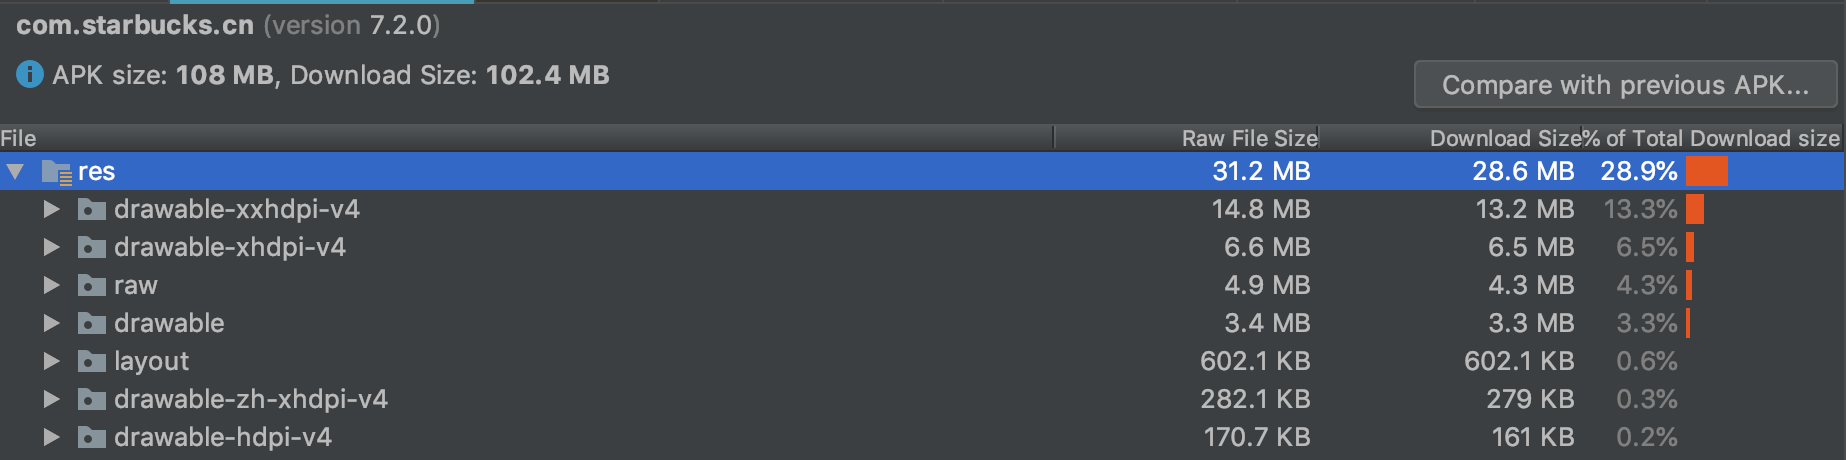 com.starbucks.cn (version 7.2.0)
APK size: 108 MB, Download Size: 102.4 MB
Compare with previous APK...
File Raw File Size Download Size % of Total Download size
res 31.2 MB 28.6 MB 28.9%
drawable-xxhdpi-v4 14.8 MB 13.2 MB 13.3%
drawable-xhdpi-v4 6.6 MB 6.5 MB 6.5%
raw 4.9 MB 4.3 MB 4.3%
drawable 3.4 MB 3.3 MB 3.3%
layout 602.1 KB 602.1 KB 0.6%
drawable-zh-xhdpi-v4 282.1 KB 279 KB 0.3%
drawable-hdpi-v4 170.7 KB 161 KB 0.2%